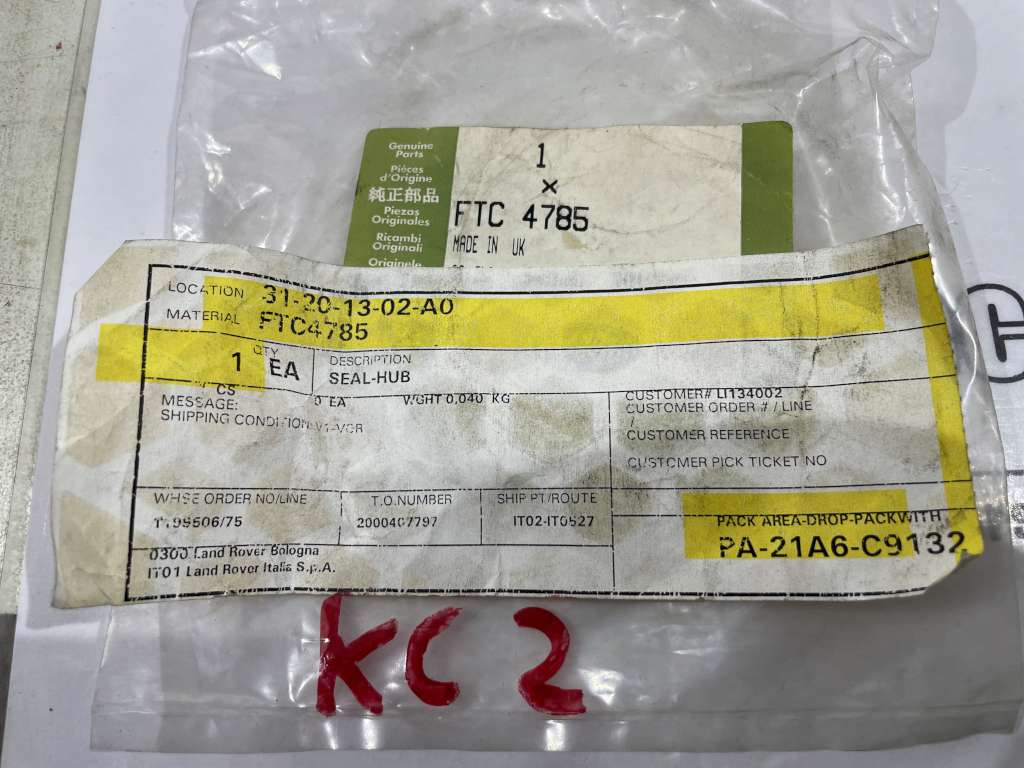 Genuine
Parts
Pièces
d'Origine
純正部品
Piezas
Originales
Ricambi
Originali
Originele
1
×
FTC 4785
MADE IN UK
LOCATION 31-20-13-02-A0
MATERIAL FTC4785
QTY
1 EA
DESCRIPTION
SEAL-HUB
CS
MESSAGE: 0 EA WGHT 0,040 KG
SHIPPING CONDITION V1-VOR
CUSTOMER# LI134002
CUSTOMER ORDER # / LINE
/
CUSTOMER REFERENCE
CUSTOMER PICK TICKET NO
WHSE ORDER NO/LINE
T.O.NUMBER
2000407797
SHIP PT/ROUTE
IT02-IT0527
PACK AREA-DROP-PACKWITH
PA-21A6-C9132
0300 Land Rover Bologna
IT01 Land Rover Italia S.p.A.
KC2